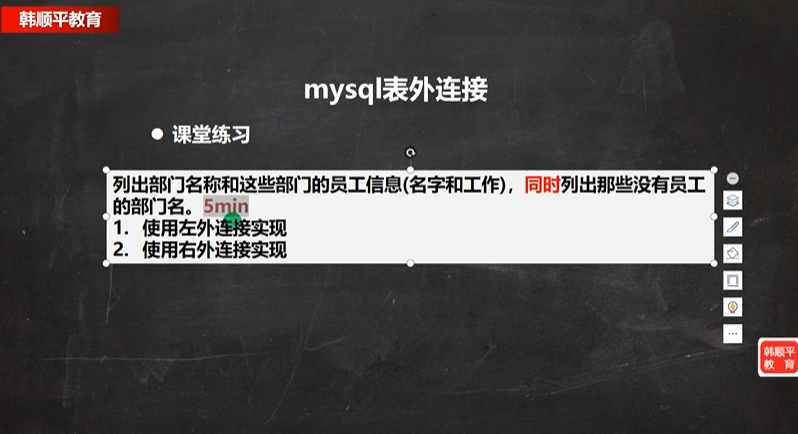 韩顺平教育
mysql表外连接
● 课堂练习
列出部门名称和这些部门的员工信息(名字和工作)，同时列出那些没有员工
的部门名。5min
1. 使用左外连接实现
2. 使用右外连接实现
韩顺平
教 育